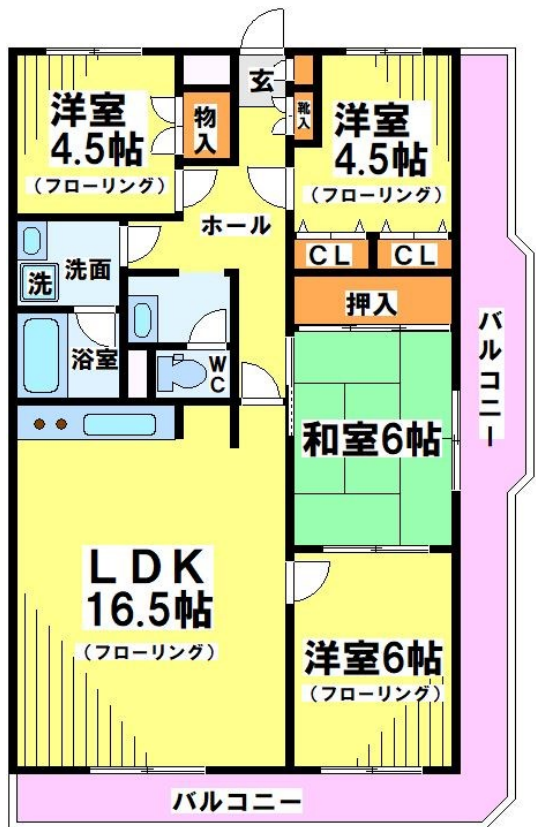 玄
洋室
4.5帖
(フローリング)
物入
靴入
洋室
4.5帖
(フローリング)
ホール
洗面
洗
CL
CL
押入
浴室
WC
和室6帖
バルコニー
LDK
16.5帖
(フローリング)
洋室6帖
(フローリング)
バルコニー